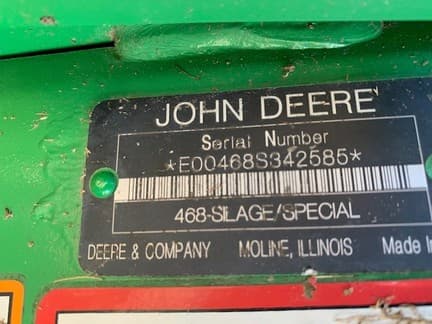 JOHN DEERE
Serial Number
*E00468S342585*
468-SILAGE/SPECIAL
DEERE & COMPANY MOLINE, ILLINOIS Made In